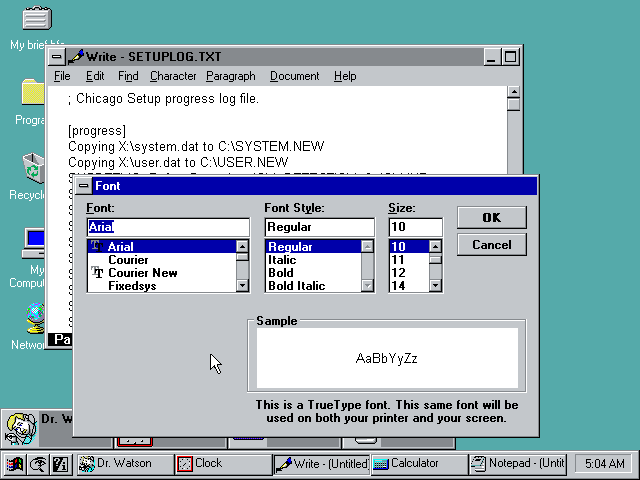 My brief
Write - SETUPLOG.TXT
File Edit Find Character Paragraph Document Help
; Chicago Setup progress log file.
[progress]
Copying X:\system.dat to C:\SYSTEM.NEW
Copying X:\user.dat to C:\USER.NEW
Progra
Recycle
My
Compu
Networ
Pa
Font
Font:
Font Style:
Size:
Arial
Regular
10
OK
Cancel
Arial
Courier
Courier New
Fixedsys
Regular
Italic
Bold
Bold Italic
10
11
12
14
Sample
AaBbYyZz
This is a TrueType font. This same font will be
used on both your printer and your screen.
Dr. W
Dr. Watson
Clock
Write - (Untitled)
Calculator
Notepad - (Unti
5:04 AM